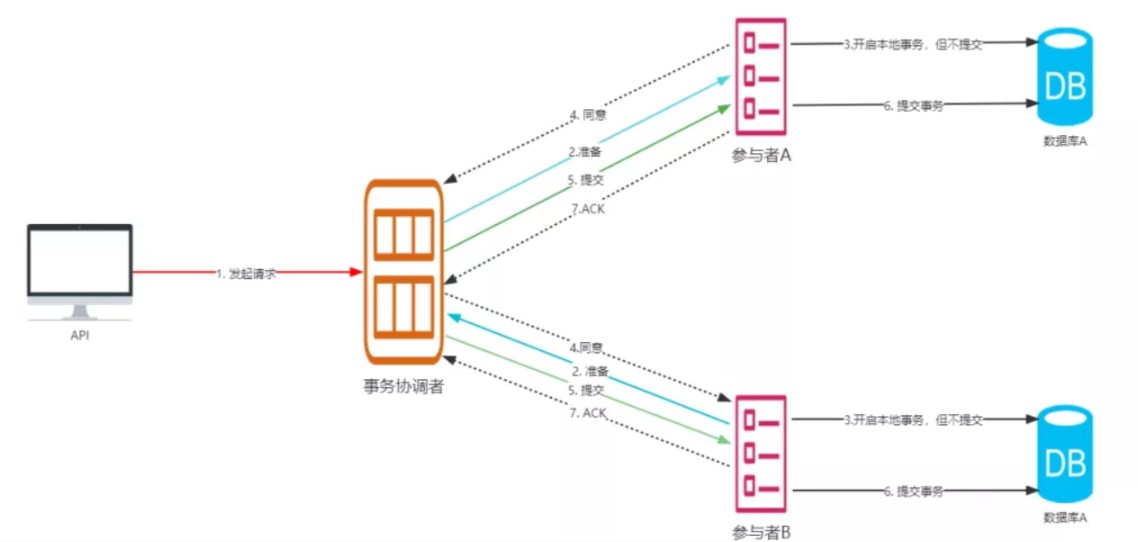 3.开启本地事务，但不提交
DB
6. 提交事务
数据库A
参与者A
4. 同意
2.准备
5. 提交
7.ACK
1. 发起请求
API
事务协调者
4.同意
2. 准备
5. 提交
7. ACK
3.开启本地事务，但不提交
DB
6. 提交事务
数据库A
参与者B